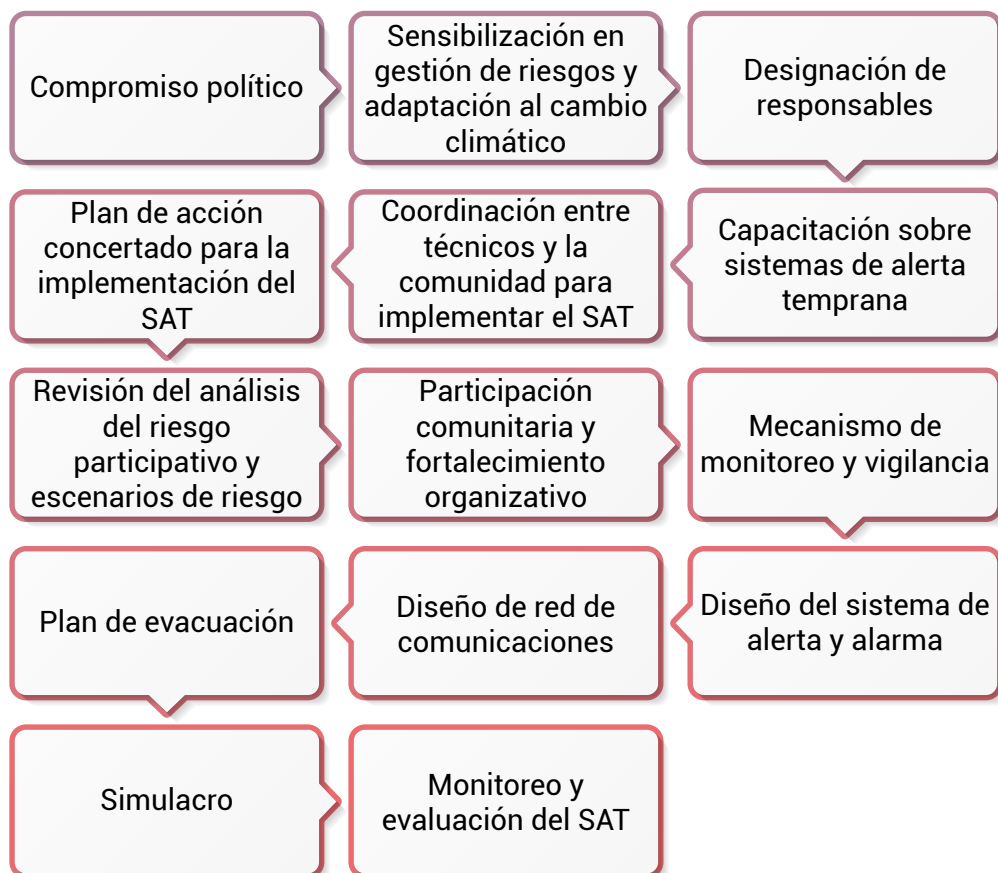 Compromiso político
Sensibilización en
gestión de riesgos y
adaptación al cambio
climático
Designación de
responsables
Capacitación sobre
sistemas de alerta
temprana
Coordinación entre
técnicos y la
comunidad para
implementar el SAT
Plan de acción
concertado para la
implementación del
SAT
Revisión del análisis
del riesgo
participativo y
escenarios de riesgo
Participación
comunitaria y
fortalecimiento
organizativo
Mecanismo de
monitoreo y vigilancia
Diseño del sistema de
alerta y alarma
Diseño de red de
comunicaciones
Plan de evacuación
Simulacro
Monitoreo y
evaluación del SAT